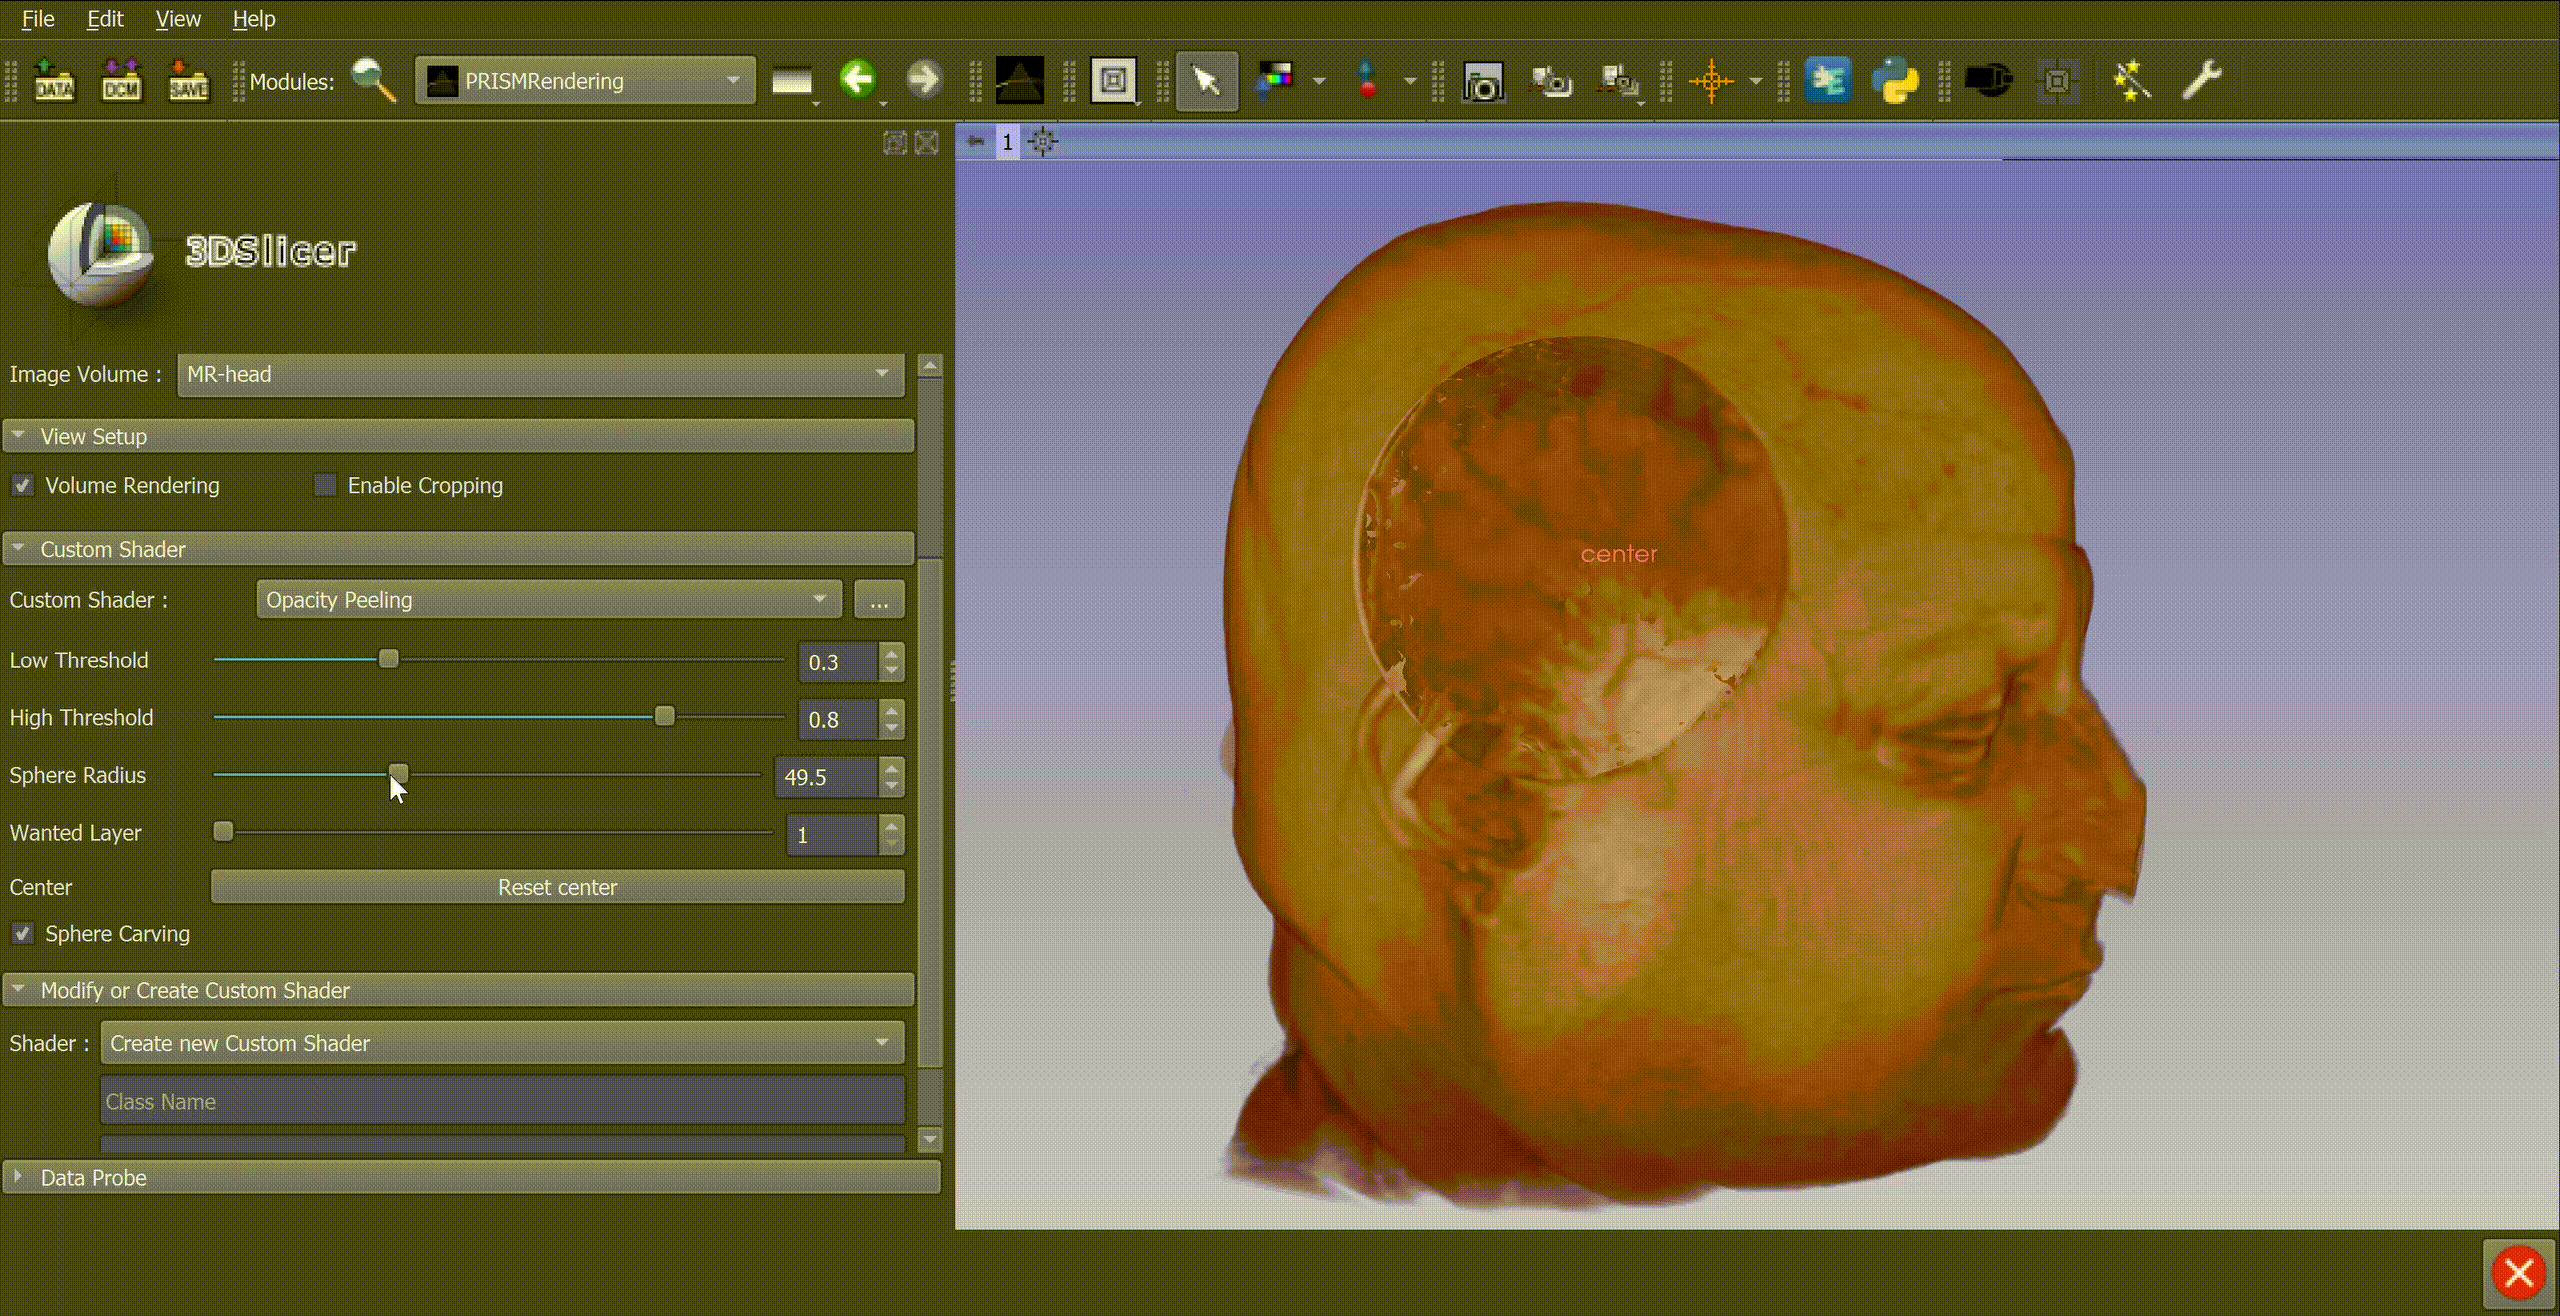 File Edit View Help
DATA DCM SAVE Modules: PRISMRendering
1
3DSlicer
Image Volume : MR-head
View Setup
Volume Rendering Enable Cropping
Custom Shader
Custom Shader : Opacity Peeling ...
Low Threshold 0.3
High Threshold 0.8
Sphere Radius 49.5
Wanted Layer 1
Center Reset center
Sphere Carving
Modify or Create Custom Shader
Shader : Create new Custom Shader
Class Name
Data Probe
center